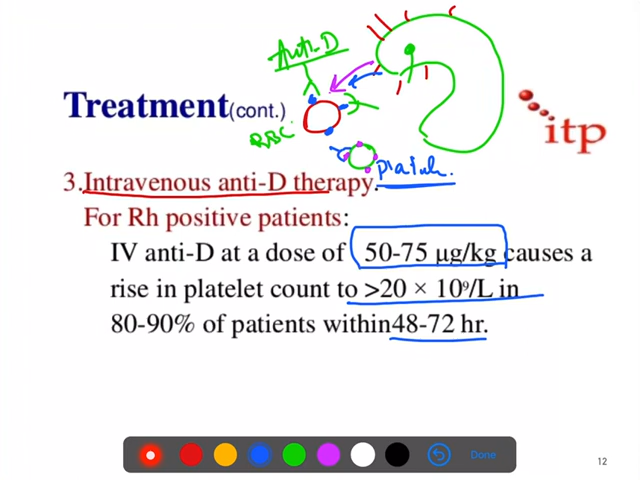 Anti-D
Treatment(cont.)
RBC
itp
3.Intravenous anti-D therapy.
For Rh positive patients:
IV anti-D at a dose of 50-75 µg/kg causes a
rise in platelet count to >20 × 10⁹/L in
80-90% of patients within 48-72 hr.
Done
12